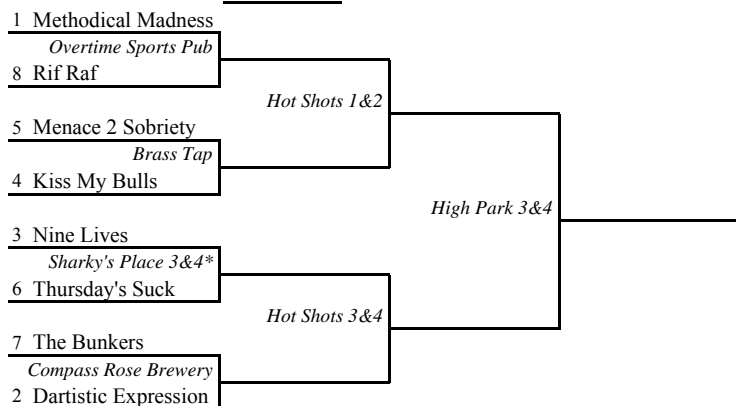 1 Methodical Madness
Overtime Sports Pub
8 Rif Raf
Hot Shots 1&2
5 Menace 2 Sobriety
Brass Tap
4 Kiss My Bulls
High Park 3&4
3 Nine Lives
Sharky's Place 3&4*
6 Thursday's Suck
Hot Shots 3&4
7 The Bunkers
Compass Rose Brewery
2 Dartistic Expression